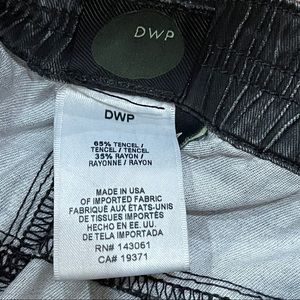 DWP
DWP
65% TENCEL /
TENCEL / TENCEL
35% RAYON /
RAYONNE / RAYON
MADE IN USA
OF IMPORTED FABRIC
FABRIQUÉ AUX ÉTATS-UNIS
DE TISSUES IMPORTÉS
HECHO EN EE. UU.
DE TELA IMPORTADA
RN# 143061
CA# 19371